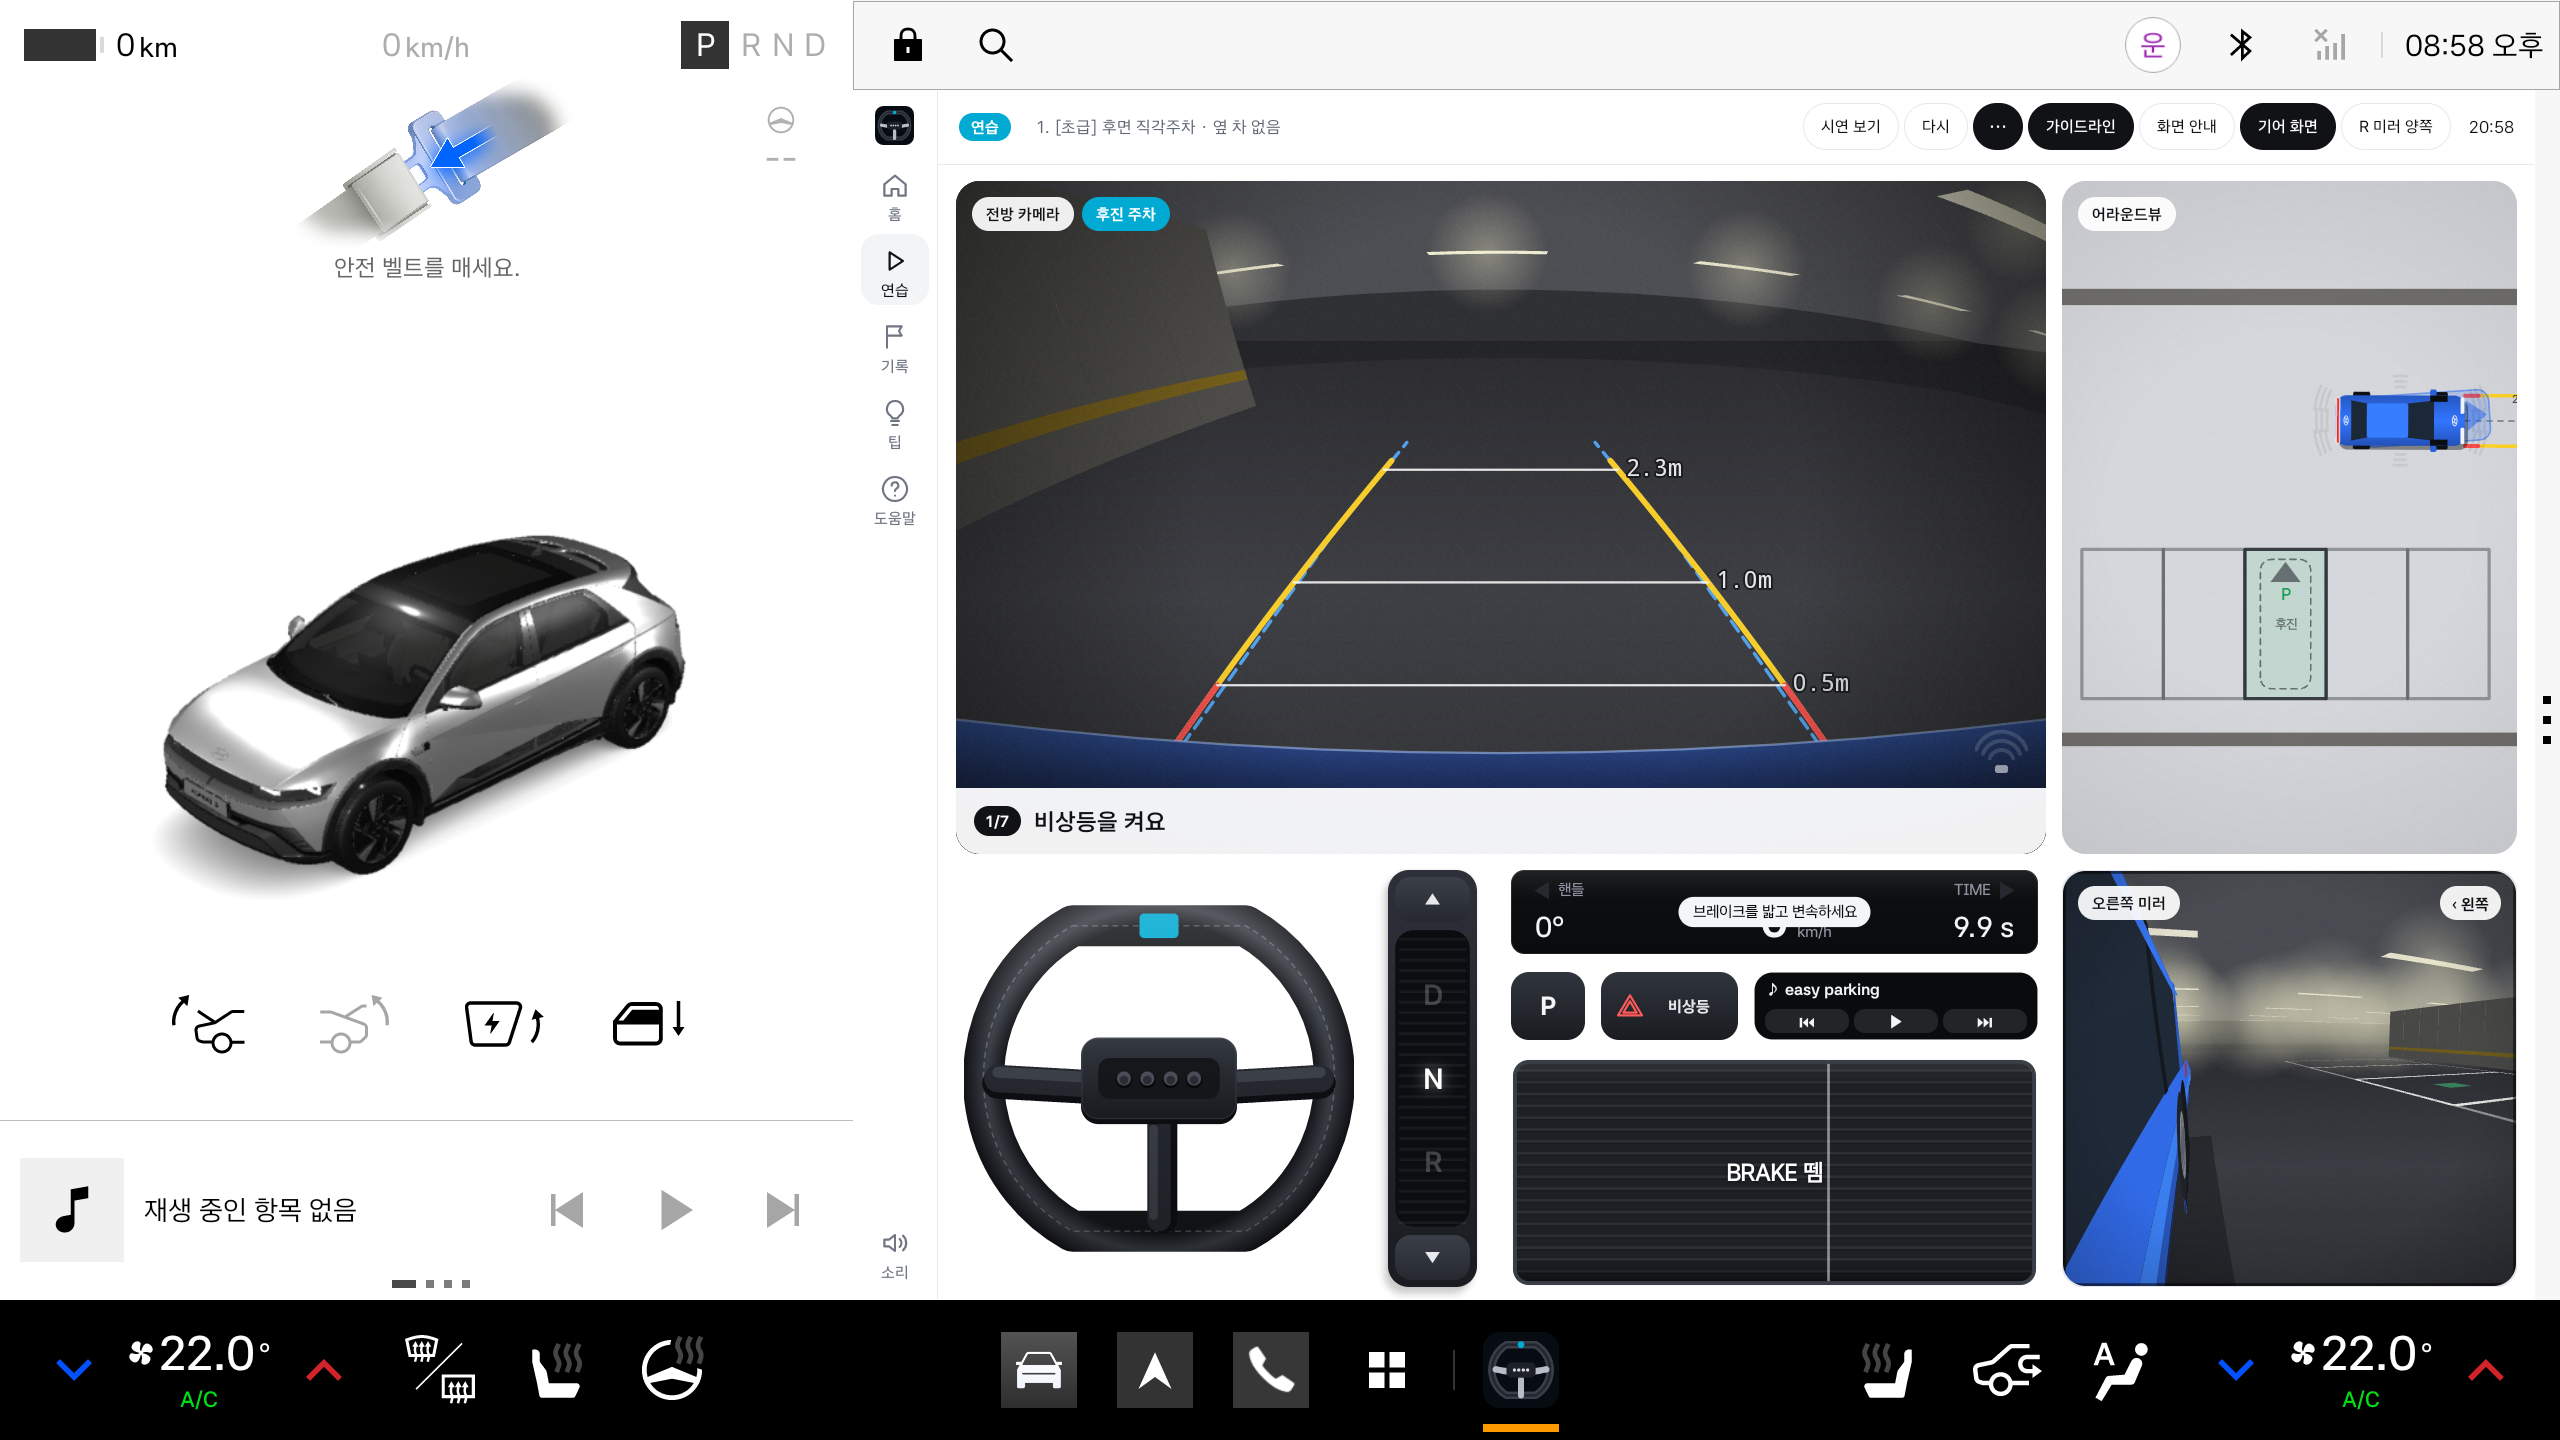 0 km
0 km/h
P R N D
운
08:58 오후
안전 벨트를 매세요.
재생 중인 항목 없음
홈
연습
기록
팁
도움말
소리
연습
1. [초급] 후면 직각주차 · 옆 차 없음
시연 보기
다시
···
가이드라인
화면 안내
기어 화면
R 미러 양쪽
20:58
전방 카메라
후진 주차
2.3m
1.0m
0.5m
1/7
비상등을 켜요
어라운드뷰
P
후진
D
N
R
핸들
0°
브레이크를 밟고 변속하세요
km/h
TIME
9.9 s
P
비상등
easy parking
BRAKE 뗌
오른쪽 미러
‹ 왼쪽
22.0°
A/C
A
22.0°
A/C